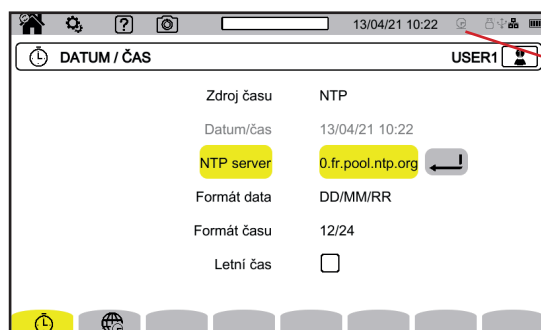 13/04/21 10:22
DATUM / ČAS USER1
Zdroj času NTP
Datum/čas 13/04/21 10:22
NTP server 0.fr.pool.ntp.org
Formát data DD/MM/RR
Formát času 12/24
Letní čas